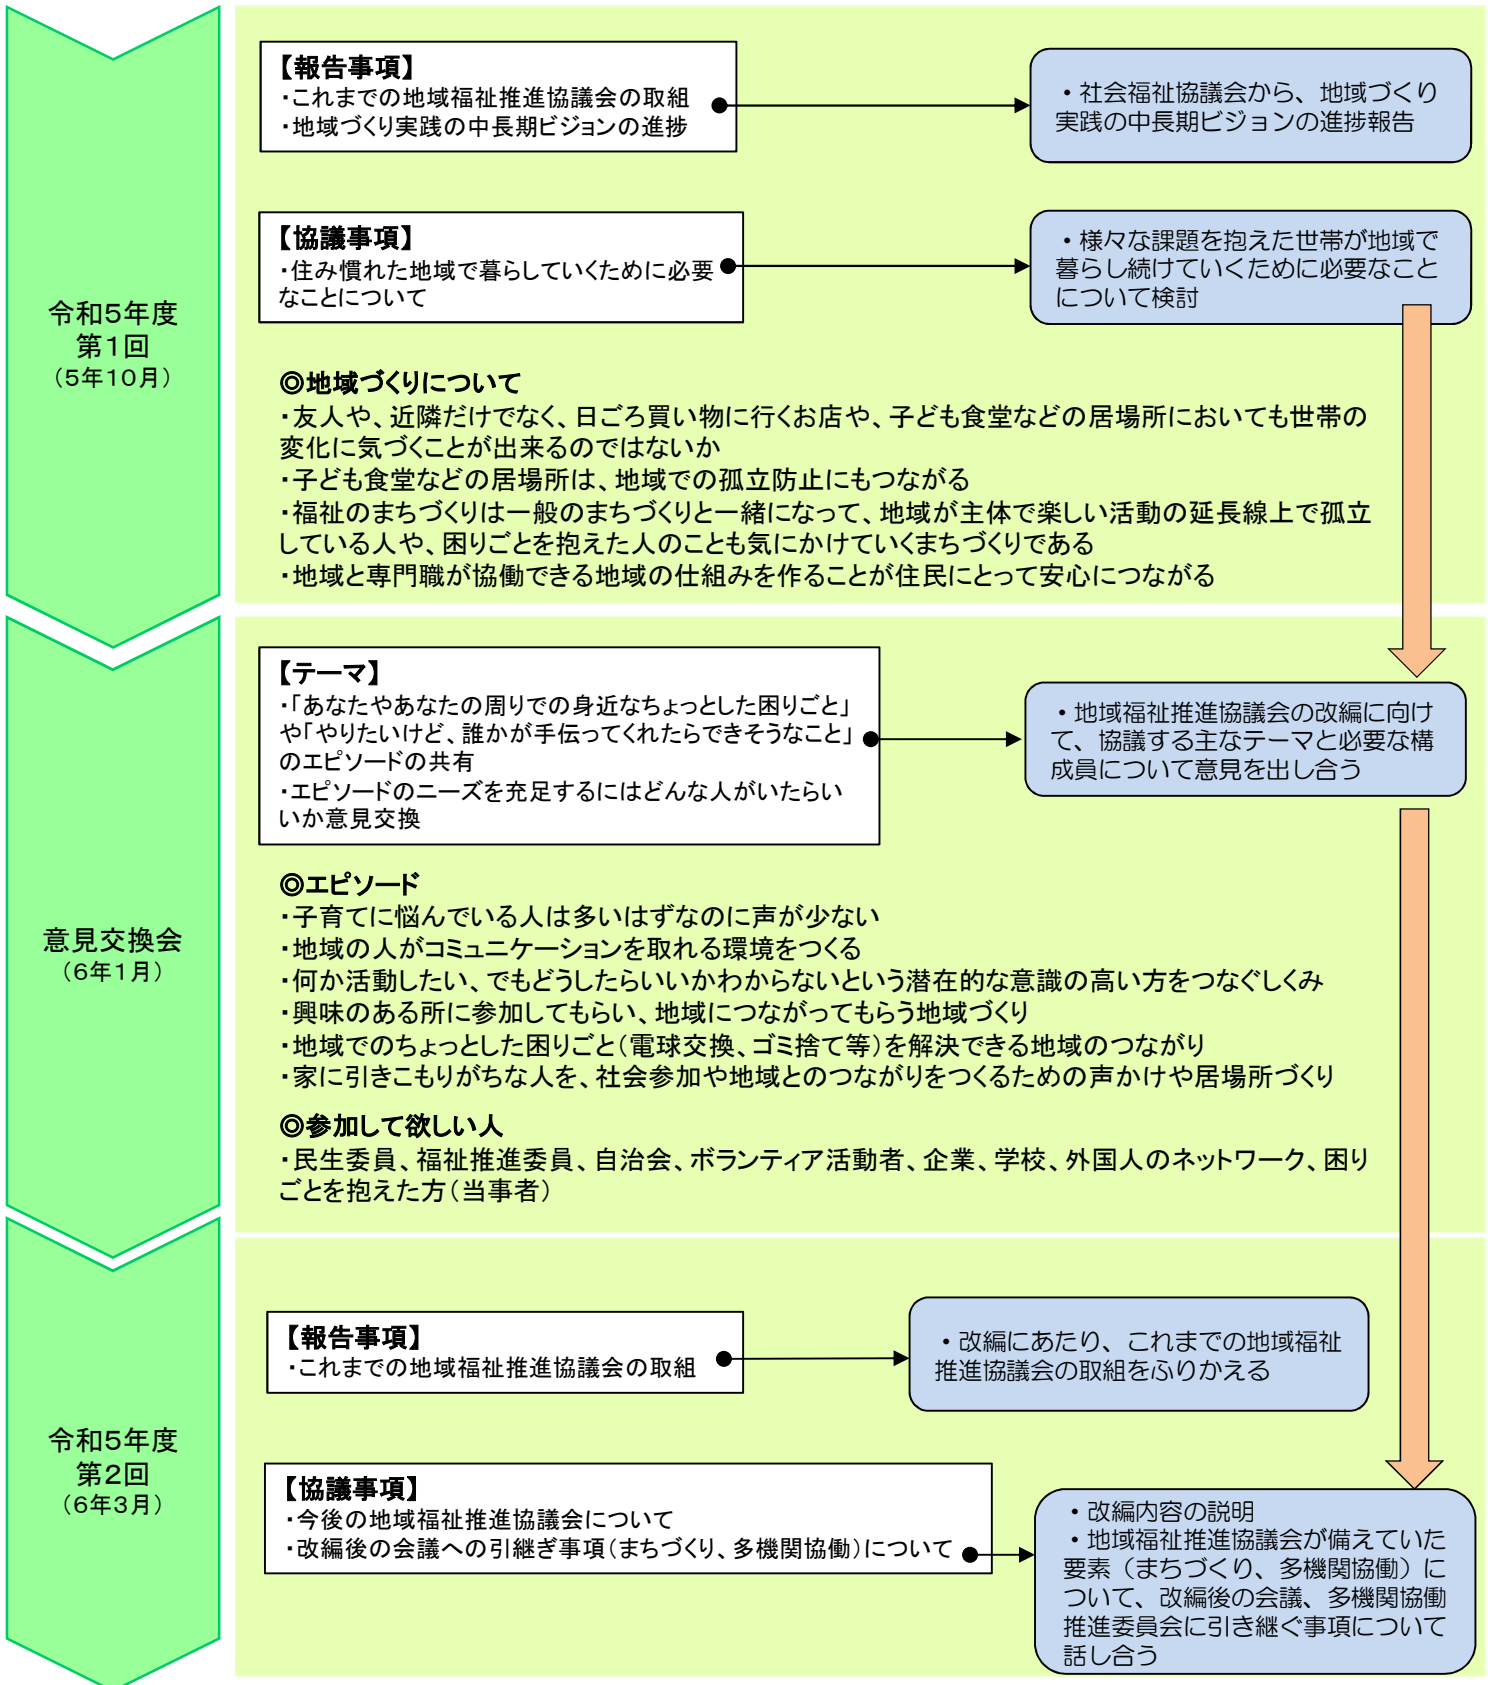 令和5年度
第1回
（5年10月）
【報告事項】
・これまでの地域福祉推進協議会の取組
・地域づくり実践の中長期ビジョンの進捗
・社会福祉協議会から、地域づくり
実践の中長期ビジョンの進捗報告
【協議事項】
・住み慣れた地域で暮らしていくために必要
なことについて
・様々な課題を抱えた世帯が地域で
暮らし続けていくために必要なこと
について検討
◎地域づくりについて
・友人や、近隣だけでなく、日ごろ買い物に行くお店や、子ども食堂などの居場所においても世帯の
変化に気づくことが出来るのではないか
・子ども食堂などの居場所は、地域での孤立防止にもつながる
・福祉のまちづくりは一般のまちづくりと一緒になって、地域が主体で楽しい活動の延長線上で孤立
している人や、困りごとを抱えた人のことも気にかけていくまちづくりである
・地域と専門職が協働できる地域の仕組みを作ることが住民にとって安心につながる
意見交換会
（6年1月）
【テーマ】
・「あなたやあなたの周りでの身近なちょっとした困りごと」
や「やりたいけど、誰かが手伝ってくれたらできそうなこと」
のエピソードの共有
・エピソードのニーズを充足するにはどんな人がいたらい
いか意見交換
・地域福祉推進協議会の改編に向け
て、協議する主なテーマと必要な構
成員について意見を出し合う
◎エピソード
・子育てに悩んでいる人は多いはずなのに声が少ない
・地域の人がコミュニケーションを取れる環境をつくる
・何か活動したい、でもどうしたらいいかわからないという潜在的な意識の高い方をつなぐしくみ
・興味のある所に参加してもらい、地域につながってもらう地域づくり
・地域でのちょっとした困りごと（電球交換、ゴミ捨て等）を解決できる地域のつながり
・家に引きこもりがちな人を、社会参加や地域とのつながりをつくるための声かけや居場所づくり
◎参加して欲しい人
・民生委員、福祉推進委員、自治会、ボランティア活動者、企業、学校、外国人のネットワーク、困り
ごとを抱えた方（当事者）
令和5年度
第2回
（6年3月）
【報告事項】
・これまでの地域福祉推進協議会の取組
・改編にあたり、これまでの地域福祉
推進協議会の取組をふりかえる
【協議事項】
・今後の地域福祉推進協議会について
・改編後の会議への引継ぎ事項（まちづくり、多機関協働）について
・改編内容の説明
・地域福祉推進協議会が備えていた
要素（まちづくり、多機関協働）に
ついて、改編後の会議、多機関協働
推進委員会に引き継ぐ事項について
話し合う